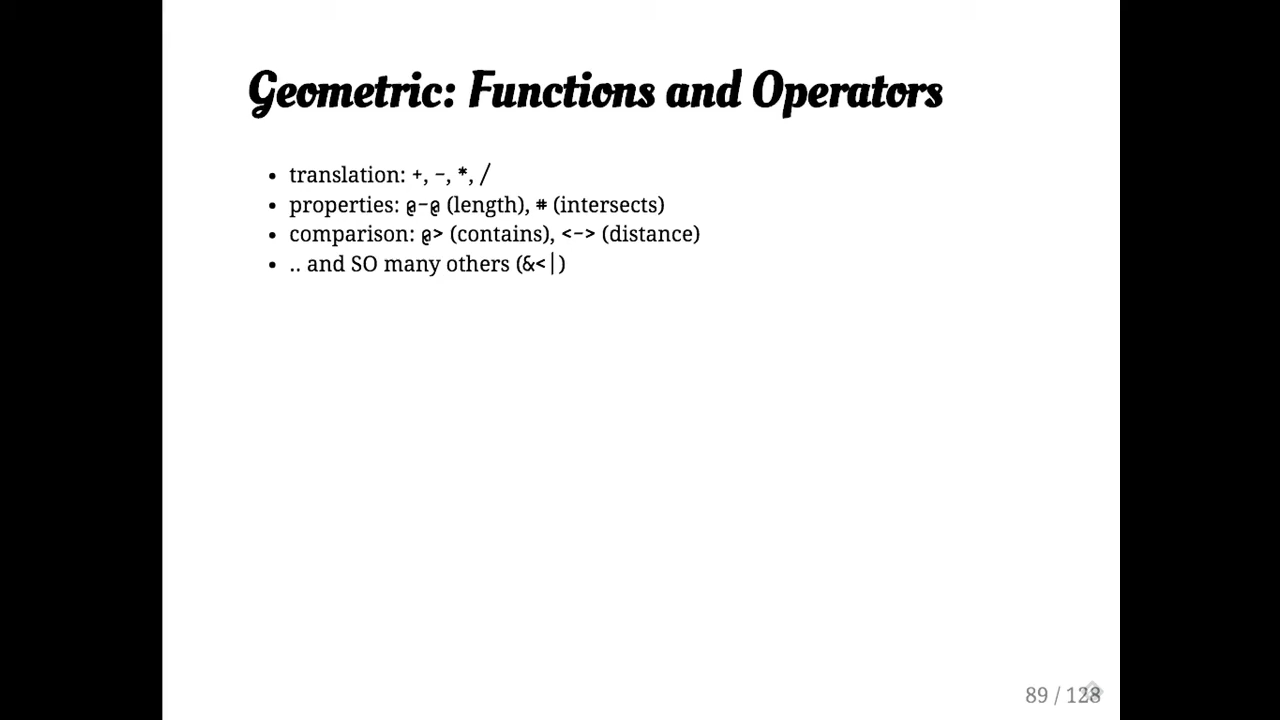 Geometric: Functions and Operators
• translation: +, -, *, /
• properties: @-@ (length), # (intersects)
• comparison: @> (contains), <-> (distance)
• .. and SO many others (&<|)
89 / 128